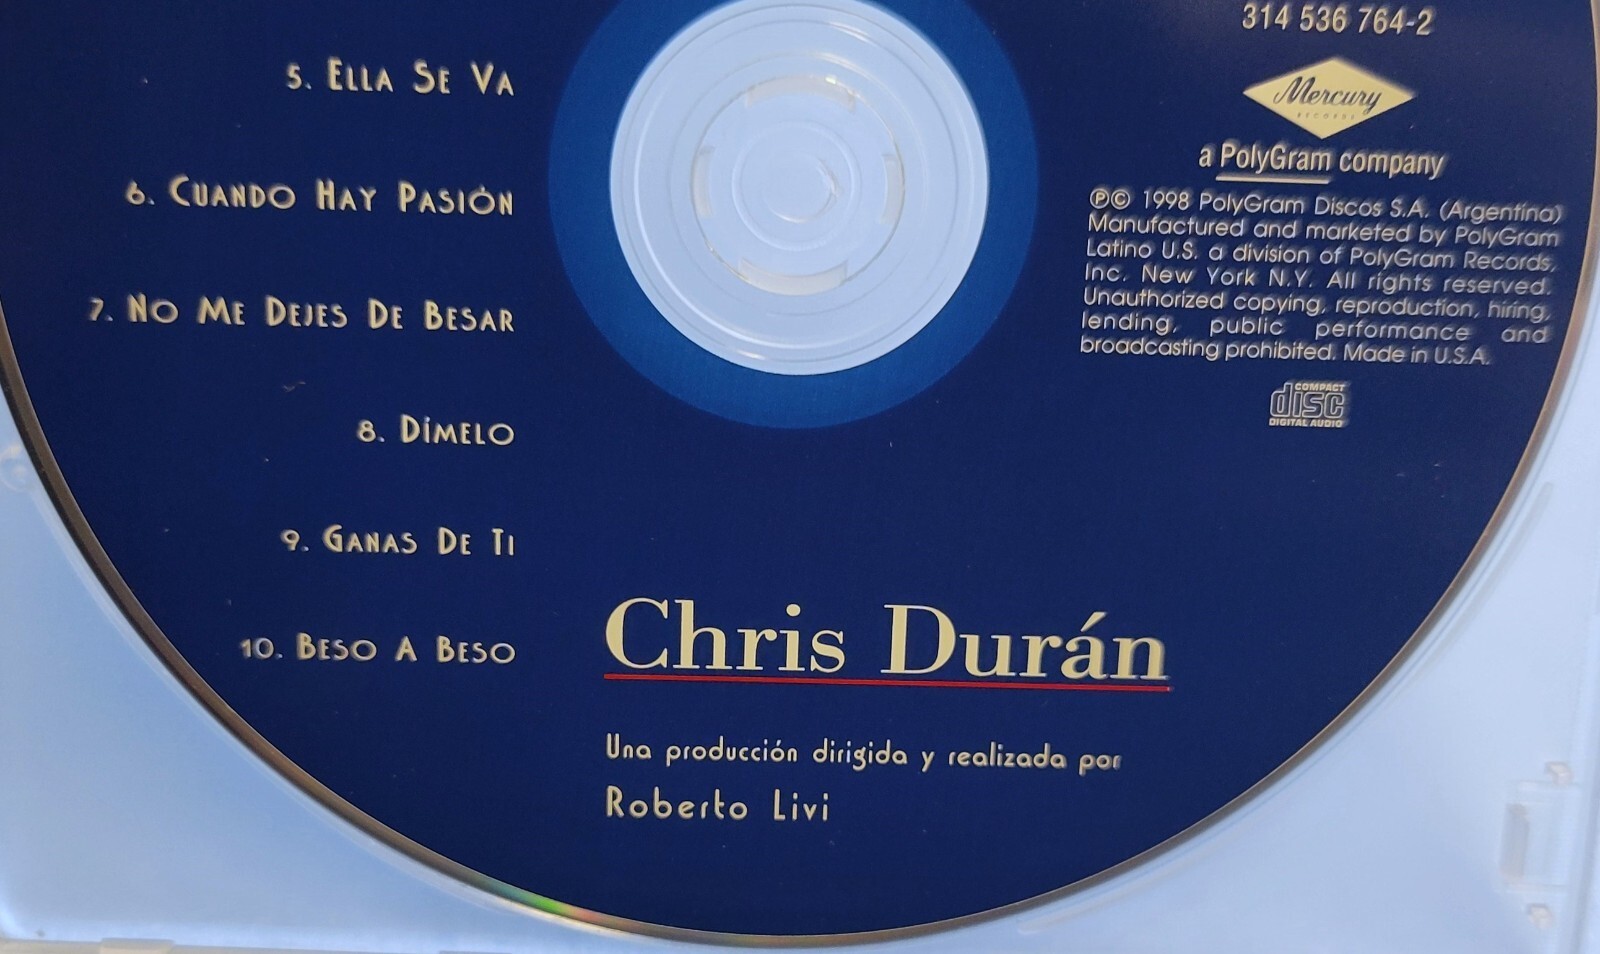 5. ELLA SE VA
6. CUANDO HAY PASIÓN
7. NO ME DEJES DE BESAR
8. DÍMELO
9. GANAS DE TI
10. BESO A BESO
314 536 764-2
Mercury
RECORDS
a PolyGram company
℗© 1998 PolyGram Discos S.A. (Argentina)
Manufactured and marketed by PolyGram
Latino U.S. a division of PolyGram Records,
Inc. New York N.Y. All rights reserved.
Unauthorized copying, reproduction, hiring,
lending, public performance and
broadcasting prohibited. Made in U.S.A.
COMPACT
disc
DIGITAL AUDIO
Chris Durán
Una producción dirigida y realizada por
Roberto Livi